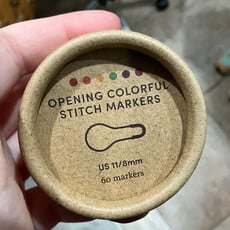 OPENING COLORFUL
STITCH MARKERS
US 11/8mm
60 markers